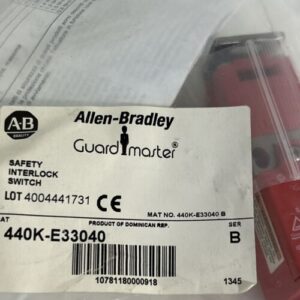 A-B
QUALITY
Allen-Bradley
Guardmaster®
SAFETY
INTERLOCK
SWITCH
LOT 4004441731 CE
MAT NO. 440K-E33040 B
CAT
PRODUCT OF DOMINICAN REP.
SER
440K-E33040
B
10781180000918
1345